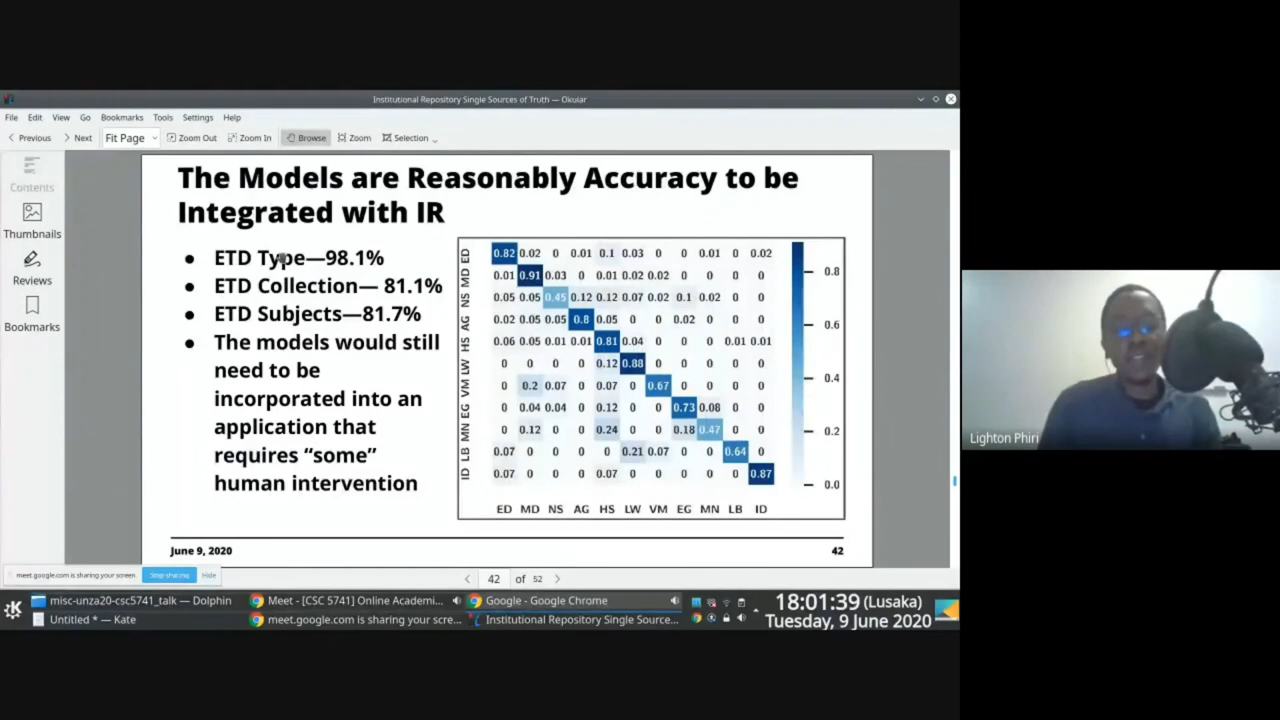 Institutional Repository Single Sources of Truth — Okular
File Edit View Go Bookmarks Tools Settings Help
Previous Next Fit Page Zoom Out Zoom In Browse Zoom Selection
Contents
Thumbnails
Reviews
Bookmarks
The Models are Reasonably Accuracy to be
Integrated with IR
● ETD Type—98.1%
● ETD Collection— 81.1%
● ETD Subjects—81.7%
● The models would still
need to be
incorporated into an
application that
requires “some”
human intervention
ED 0.82 0.02 0 0.01 0.1 0.03 0 0 0.01 0 0.02
MD 0.01 0.91 0.03 0 0.01 0.02 0.02 0 0 0 0
NS 0.05 0.05 0.45 0.12 0.12 0.07 0.02 0.1 0.02 0 0
AG 0.02 0.05 0.05 0.8 0.05 0 0 0.02 0 0 0
HS 0.06 0.05 0.01 0.01 0.81 0.04 0 0 0 0.01 0.01
LW 0 0 0 0 0.12 0.88 0 0 0 0 0
VM 0 0.2 0.07 0 0.07 0 0.67 0 0 0 0
EG 0 0.04 0.04 0 0.12 0 0 0.73 0.08 0 0
MN 0 0.12 0 0 0.24 0 0 0.18 0.47 0 0
LB 0.07 0 0 0 0 0.21 0.07 0 0 0.64 0
ID 0.07 0 0 0 0.07 0 0 0 0 0 0.87
ED MD NS AG HS LW VM EG MN LB ID
0.8
0.6
0.4
0.2
0.0
June 9, 2020 42
Lighton Phiri
meet.google.com is sharing your screen. Stop sharing Hide
42 of 52
misc-unza20-csc5741_talk — Dolphin Meet - [CSC 5741] Online Academi... Google - Google Chrome
Untitled * — Kate meet.google.com is sharing your scre... Institutional Repository Single Source...
18:01:39 (Lusaka)
Tuesday, 9 June 2020